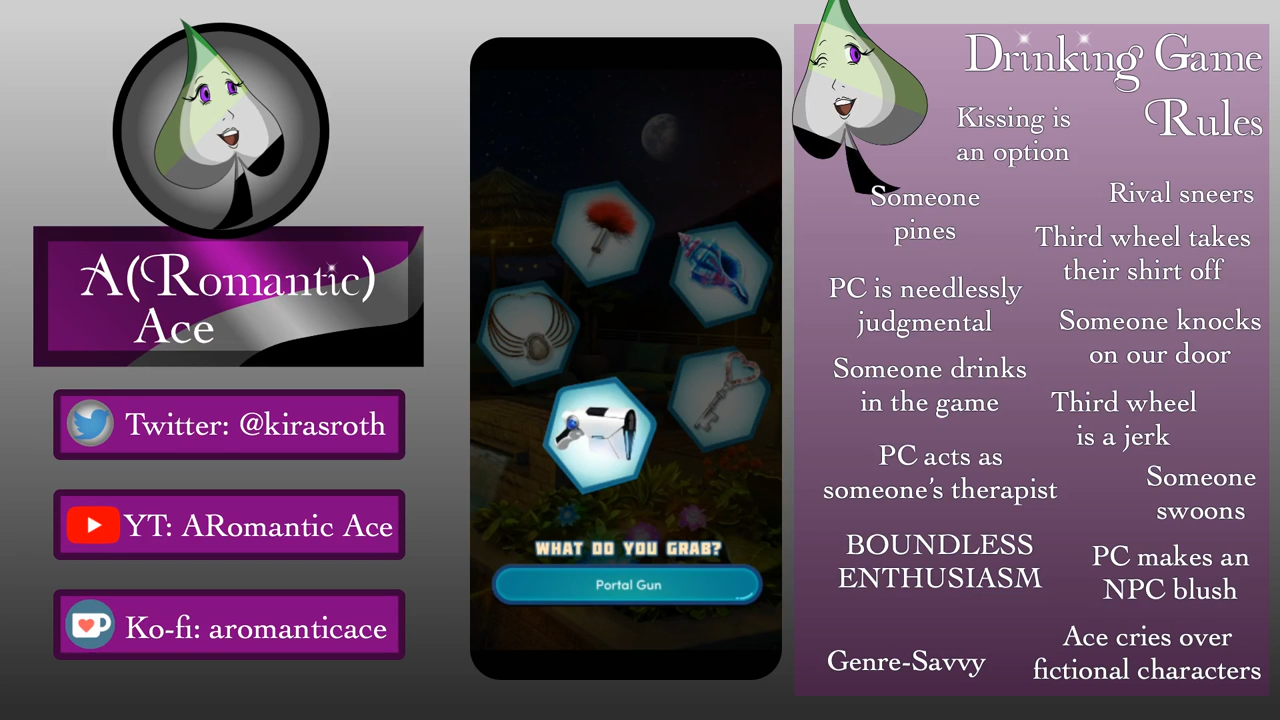 A(Romantic)
Ace
Twitter: @kirasroth
YT: ARomantic Ace
Ko-fi: aromanticace
WHAT DO YOU GRAB?
Portal Gun
Drinking Game
Rules
Kissing is
an option
Someone
pines
Rival sneers
Third wheel takes
their shirt off
PC is needlessly
judgmental
Someone knocks
on our door
Someone drinks
in the game
Third wheel
is a jerk
PC acts as
someone's therapist
Someone
swoons
BOUNDLESS
ENTHUSIASM
PC makes an
NPC blush
Genre-Savvy
Ace cries over
fictional characters